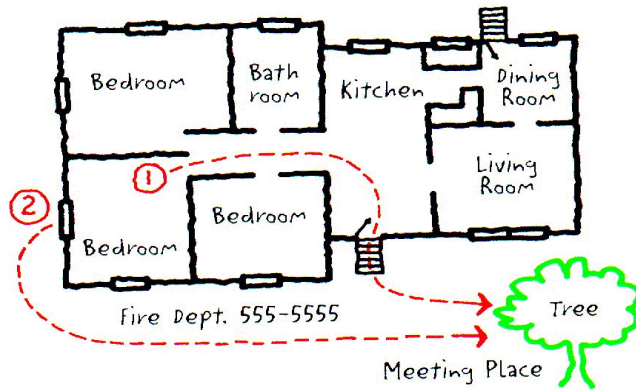 Bedroom
Bath
room
Kitchen
Dining
Room
1
Living
Room
2
Bedroom
Bedroom
Fire Dept. 555-5555
Tree
Meeting Place